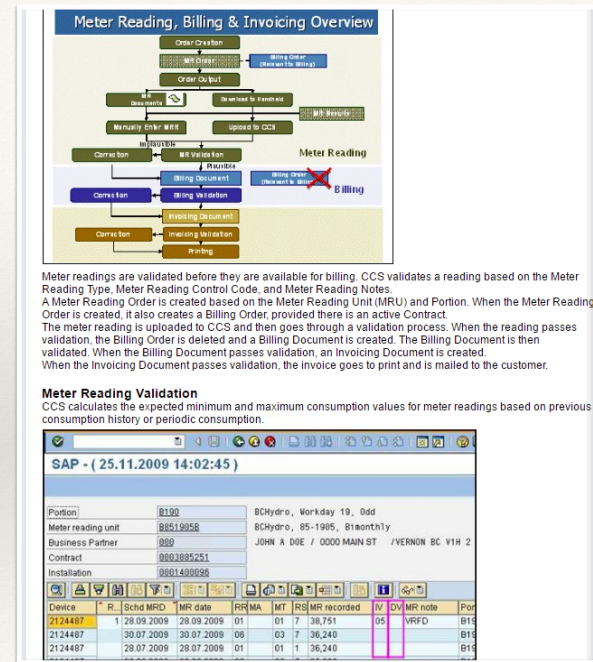 Meter Reading, Billing & Invoicing Overview
Order Creation
MR Order
Billing Order
(Relevant to Billing)
Order Output
MR
Documents
Download to Handheld
MR Results
Manually Enter MRR
Upload to CCS
Implausible
Correction
MR Validation
Meter Reading
Plausible
Billing Document
Billing Order
(Relevant to Billing)
Correction
Billing Validation
Billing
Invoicing Document
Correction
Invoicing Validation
Printing
Meter readings are validated before they are available for billing. CCS validates a reading based on the Meter
Reading Type, Meter Reading Control Code, and Meter Reading Notes.
A Meter Reading Order is created based on the Meter Reading Unit (MRU) and Portion. When the Meter Reading
Order is created, it also creates a Billing Order, provided there is an active Contract.
The meter reading is uploaded to CCS and then goes through a validation process. When the reading passes
validation, the Billing Order is deleted and a Billing Document is created. The Billing Document is then
validated. When the Billing Document passes validation, an Invoicing Document is created.
When the Invoicing Document passes validation, the invoice goes to print and is mailed to the customer.
Meter Reading Validation
CCS calculates the expected minimum and maximum consumption values for meter readings based on previous
consumption history or periodic consumption.
SAP - ( 25.11.2009 14:02:45 )
Portion B190 BCHydro, Workday 19, Odd
Meter reading unit B851905B BCHydro, 85-1905, Bimonthly
Business Partner 000 JOHN A DOE / 0000 MAIN ST /VERNON BC V1H 2
Contract 0003885251
Installation 0001400096
Device R... Schd MRD MR date RR MA MT RS MR recorded IV DV MR note Por
2124487 1 28.09.2009 28.09.2009 01 01 7 38,751 05 VRFD B19
2124487 30.07.2009 30.07.2009 06 03 7 36,240 B19
2124487 28.07.2009 28.07.2009 01 01 1 36,240 B19